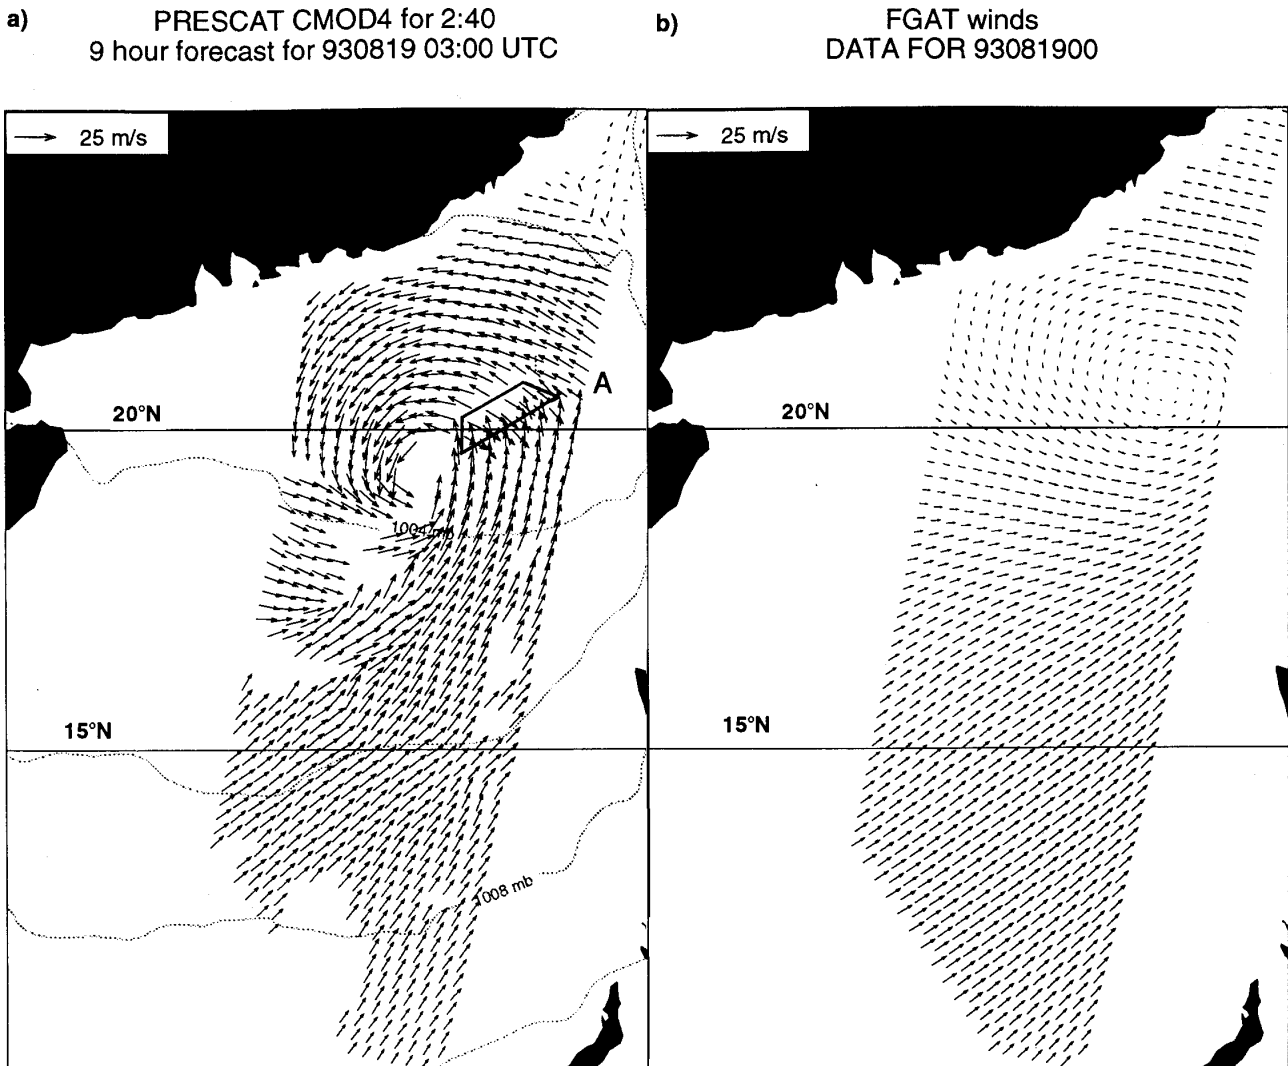 a)
PRESCAT CMOD4 for 2:40
9 hour forecast for 930819 03:00 UTC
25 m/s
A
20°N
1004 mb
15°N
1008 mb
b)
FGAT winds
DATA FOR 93081900
25 m/s
20°N
15°N